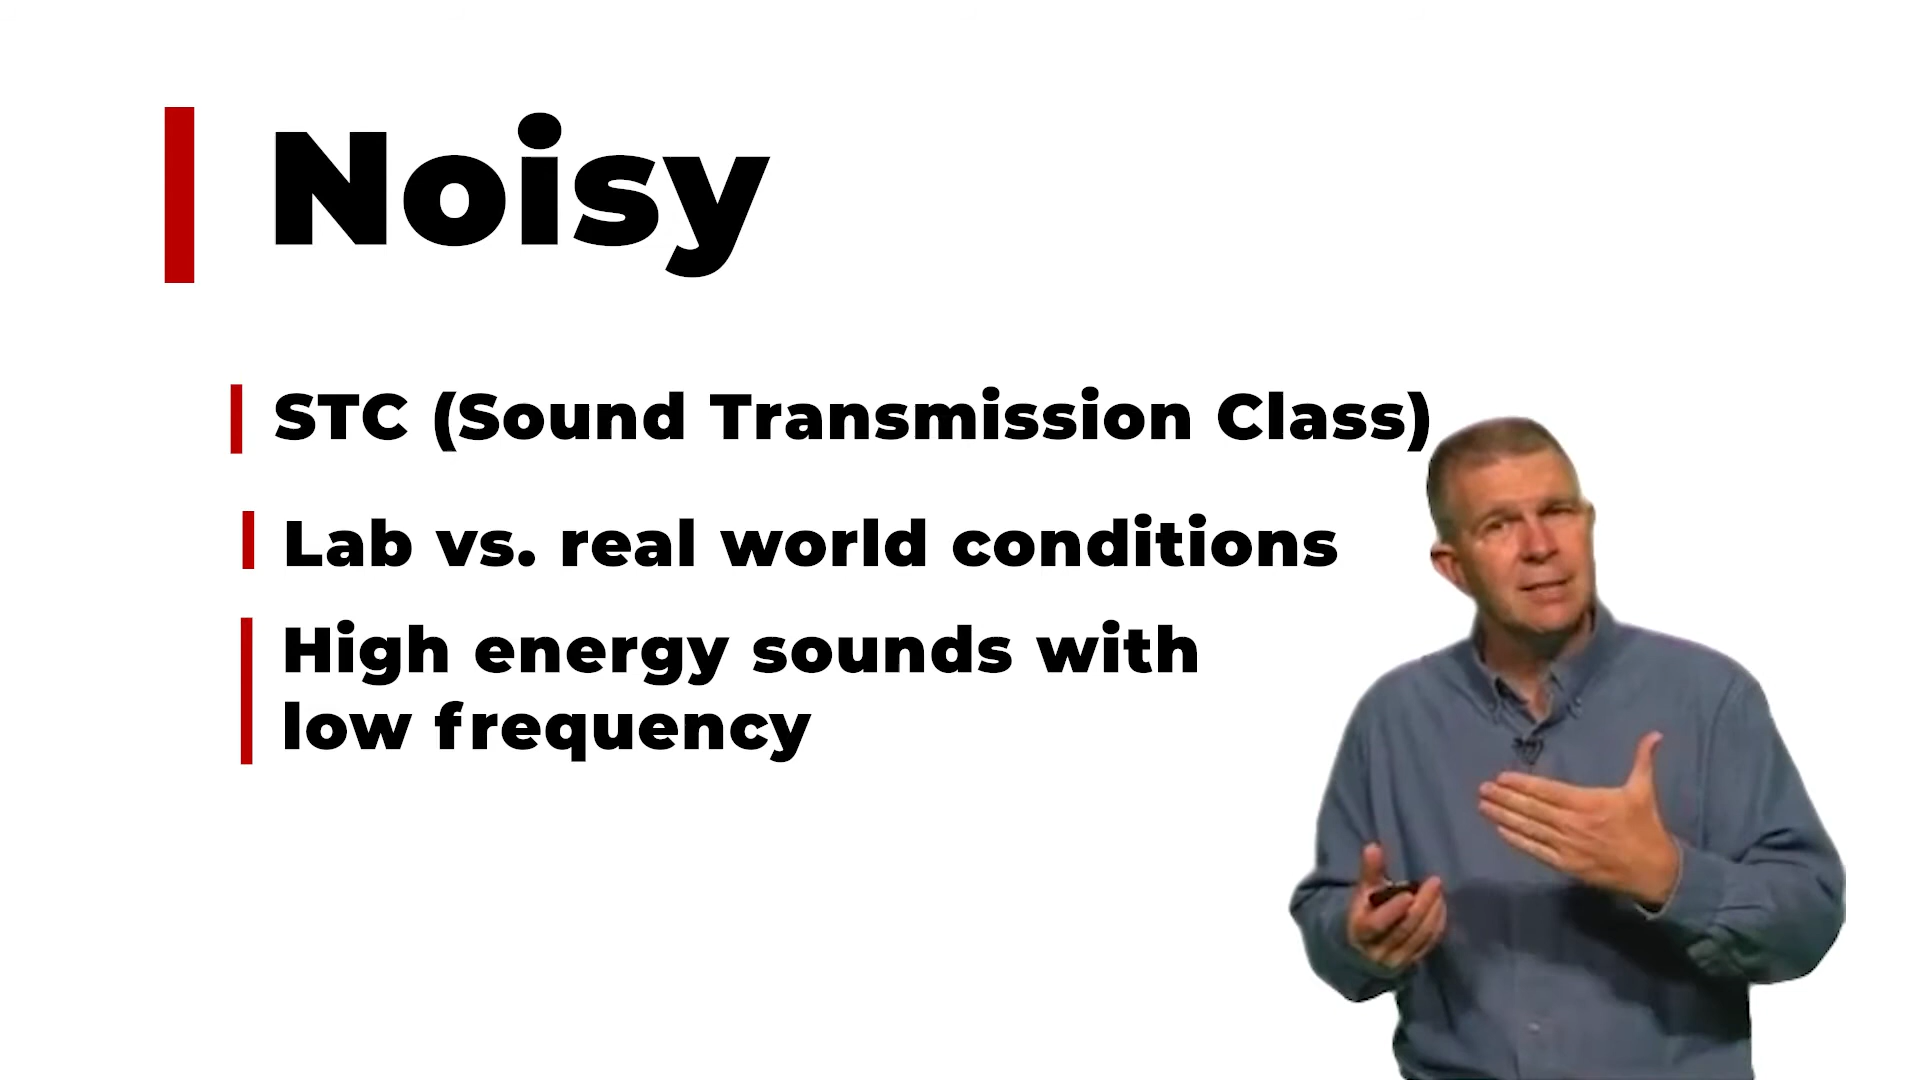 Noisy
STC (Sound Transmission Class)
Lab vs. real world conditions
High energy sounds with
low frequency